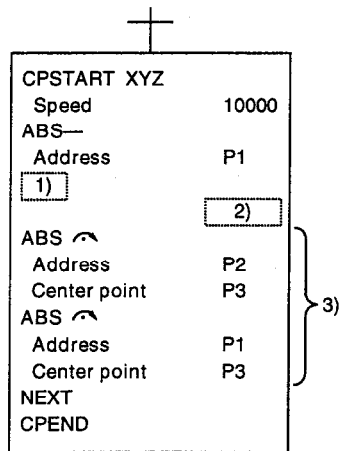 CPSTART XYZ
Speed 10000
ABS—
Address P1
1)
2)
ABS
Address P2
Center point P3
3)
ABS
Address P1
Center point P3
NEXT
CPEND